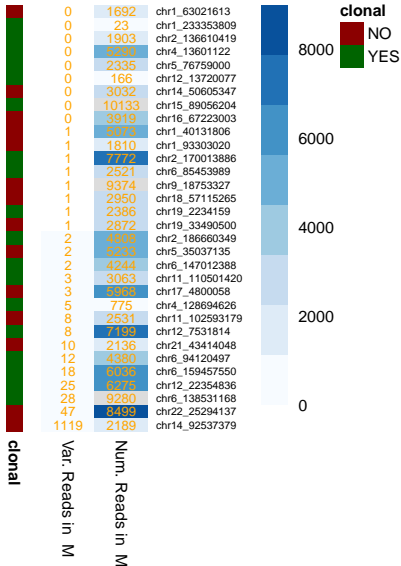 0 1692 chr1_63021613
0 23 chr1_233353809
0 1903 chr2_136610419
0 5290 chr4_13601122
0 2335 chr5_76759000
0 166 chr12_13720077
0 3032 chr14_50605347
0 10133 chr15_89056204
0 3919 chr16_67223003
1 5073 chr1_40131806
1 1810 chr1_93303020
1 7772 chr2_170013886
1 2521 chr6_85453989
1 9374 chr9_18753327
1 2950 chr18_57115265
1 2386 chr19_2234159
1 2872 chr19_33490500
2 4808 chr2_186660349
2 chr5_35037135
2 4244 chr6_147012388
3 3063 chr11_110501420
3 5968 chr17_4800058
5 775 chr4_128694626
8 2531 chr11_102593179
8 7199 chr12_7531814
10 2136 chr21_43414048
12 4380 chr6_94120497
18 6036 chr6_159457550
25 6275 chr12_22354836
28 9280 chr6_138531168
47 8499 chr22_25294137
1119 2189 chr14_92537379
clonal
Var. Reads in M
Num. Reads in M
8000
6000
4000
2000
0
clonal
NO
YES